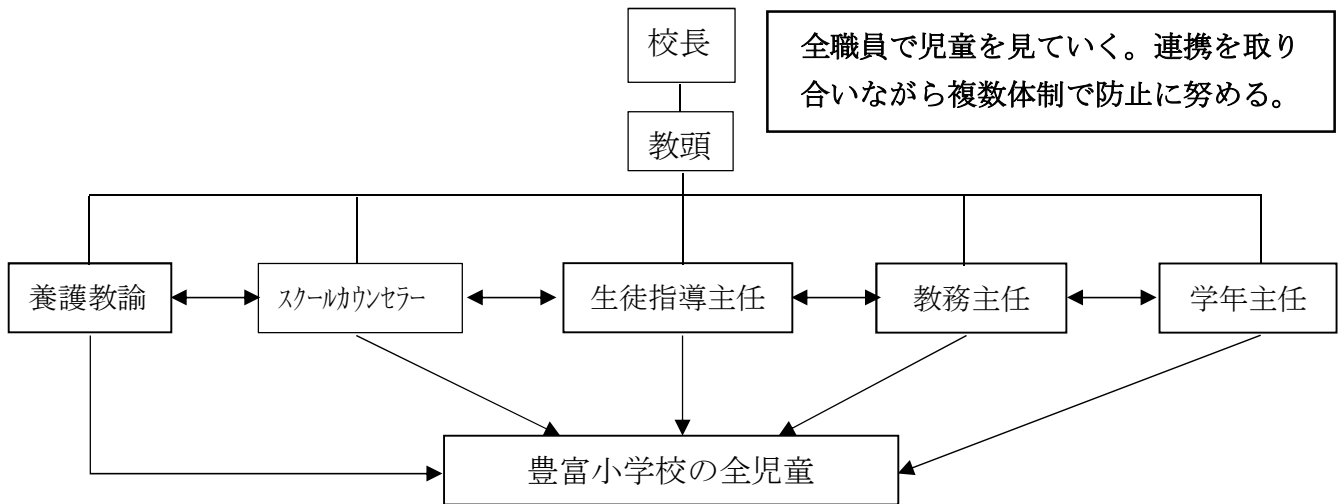 校長
全職員で児童を見ていく。連携を取り
合いながら複数体制で防止に努める。
教頭
養護教諭
スクールカウンセラー
生徒指導主任
教務主任
学年主任
豊富小学校の全児童